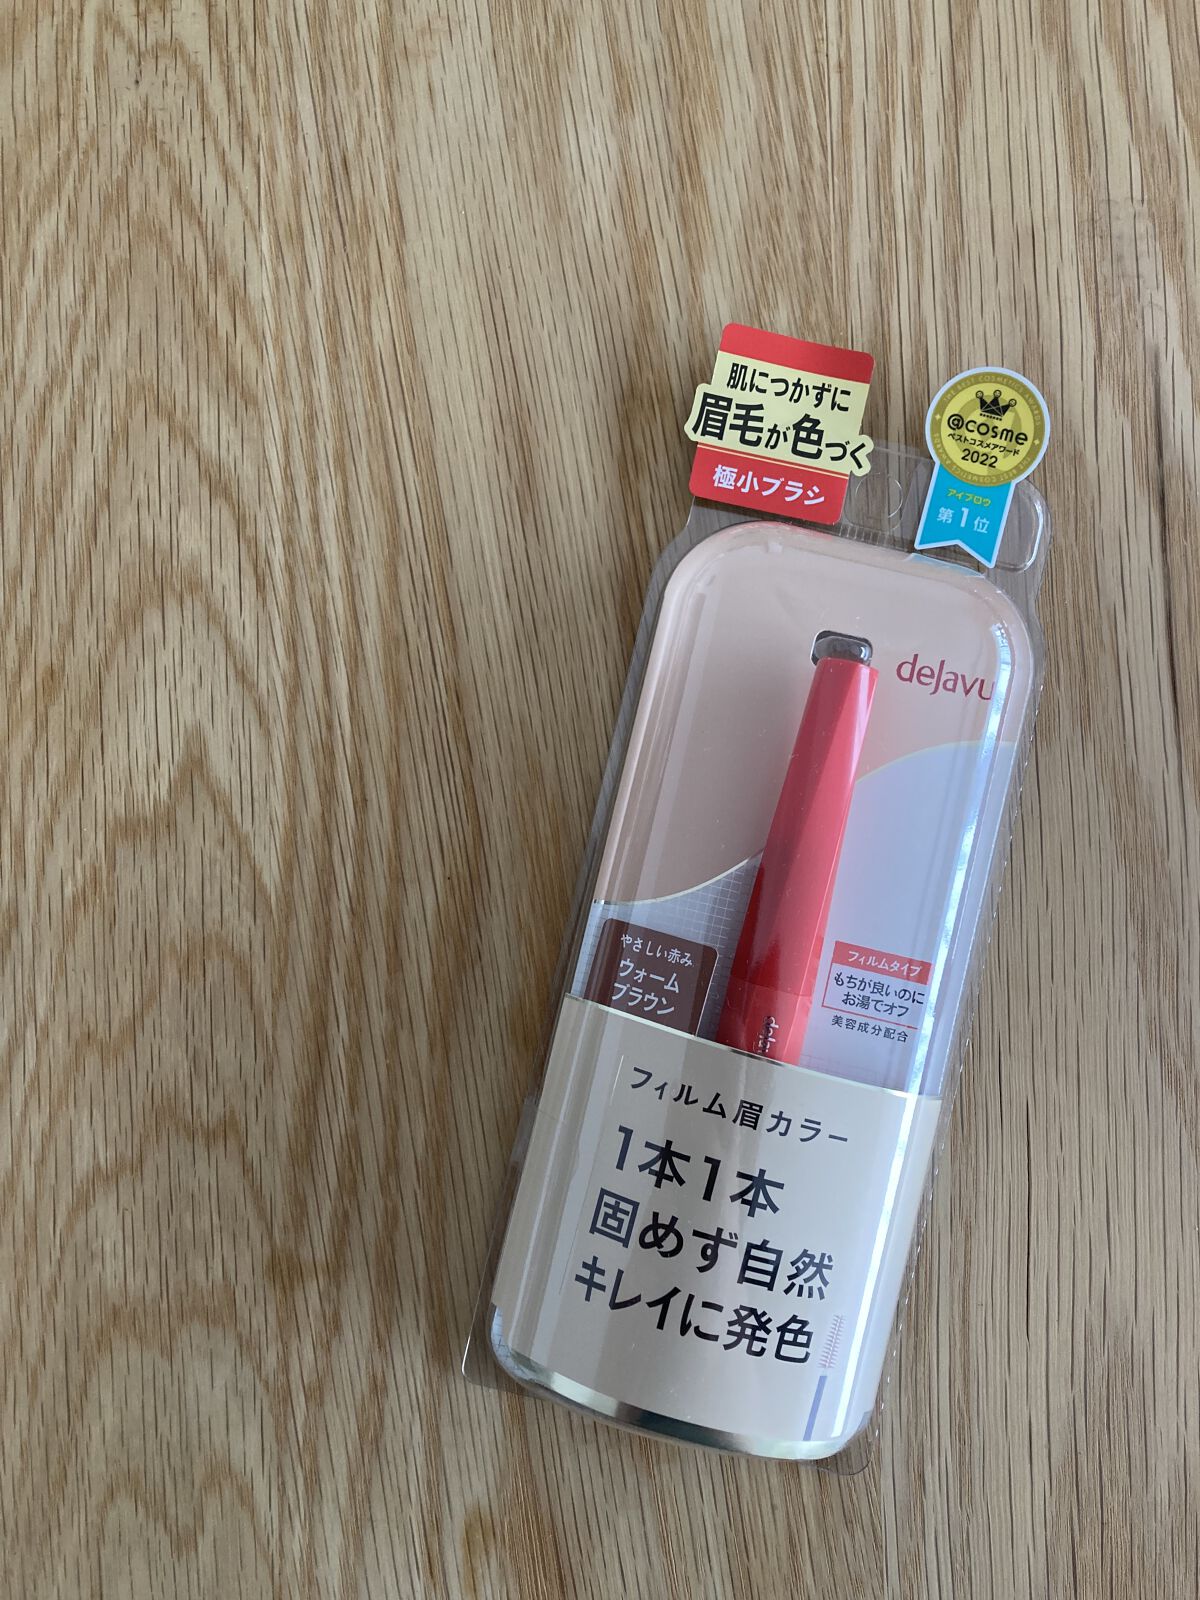 肌につかずに
眉毛が色づく
極小ブラシ
THE BEST COSMETICS AWARDS
@cosme
ベストコスメアワード
2022
アイブロウ
第1位
dejavu
やさしい赤み
ウォーム
ブラウン
フィルムタイプ
もちが良いのに
お湯でオフ
美容成分配合
フィルム眉カラー
1本1本
固めず自然
キレイに発色